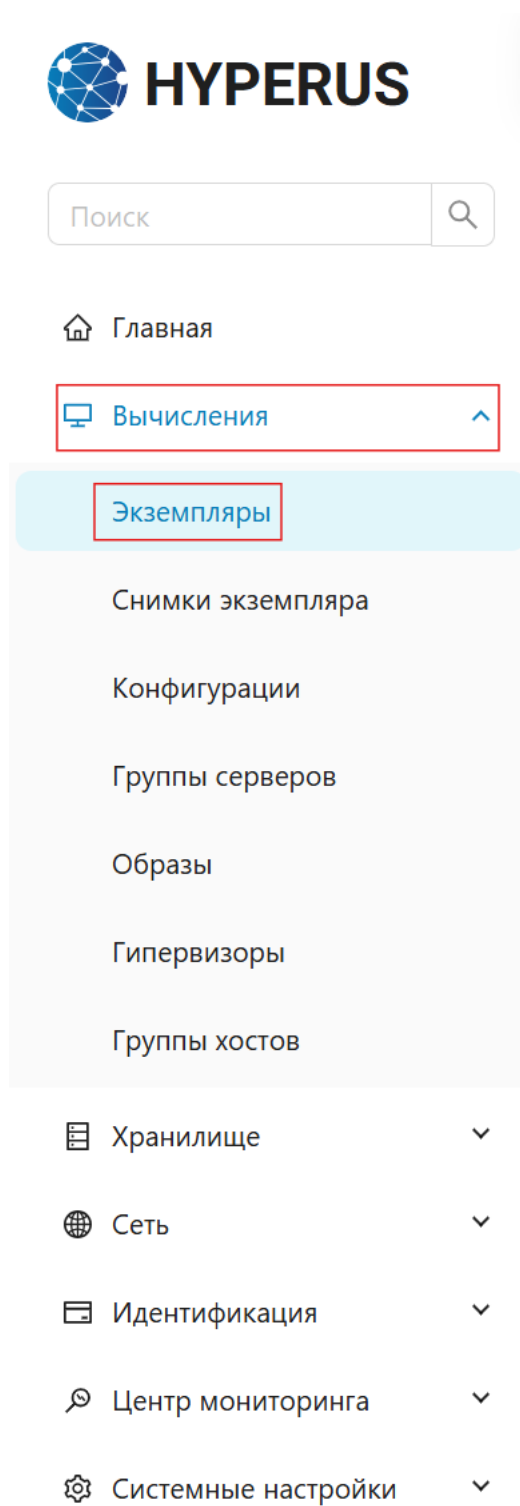 HYPERUS
Поиск
Главная
Вычисления
Экземпляры
Снимки экземпляра
Конфигурации
Группы серверов
Образы
Гипервизоры
Группы хостов
Хранилище
Сеть
Идентификация
Центр мониторинга
Системные настройки